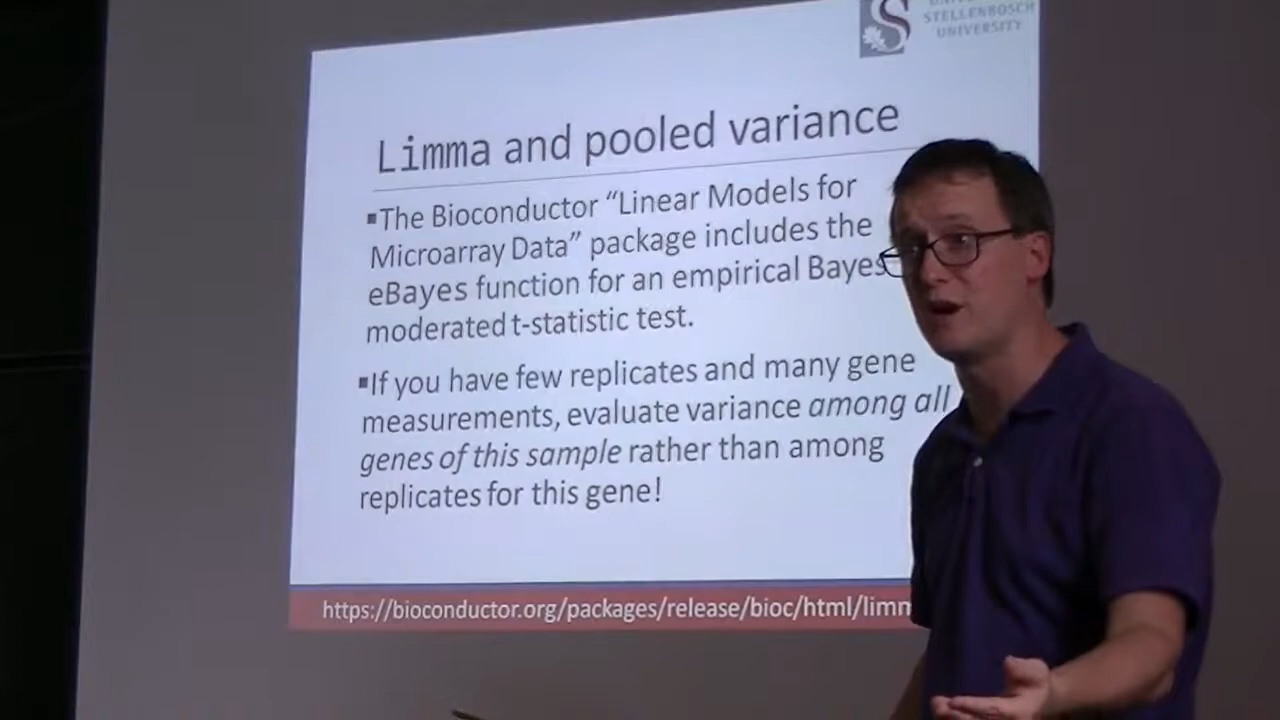 STELLENBOSCH
UNIVERSITY
Limma and pooled variance
▪The Bioconductor “Linear Models for
Microarray Data” package includes the
eBayes function for an empirical Bayes
moderated t-statistic test.
▪If you have few replicates and many gene
measurements, evaluate variance among all
genes of this sample rather than among
replicates for this gene!
https://bioconductor.org/packages/release/bioc/html/limm